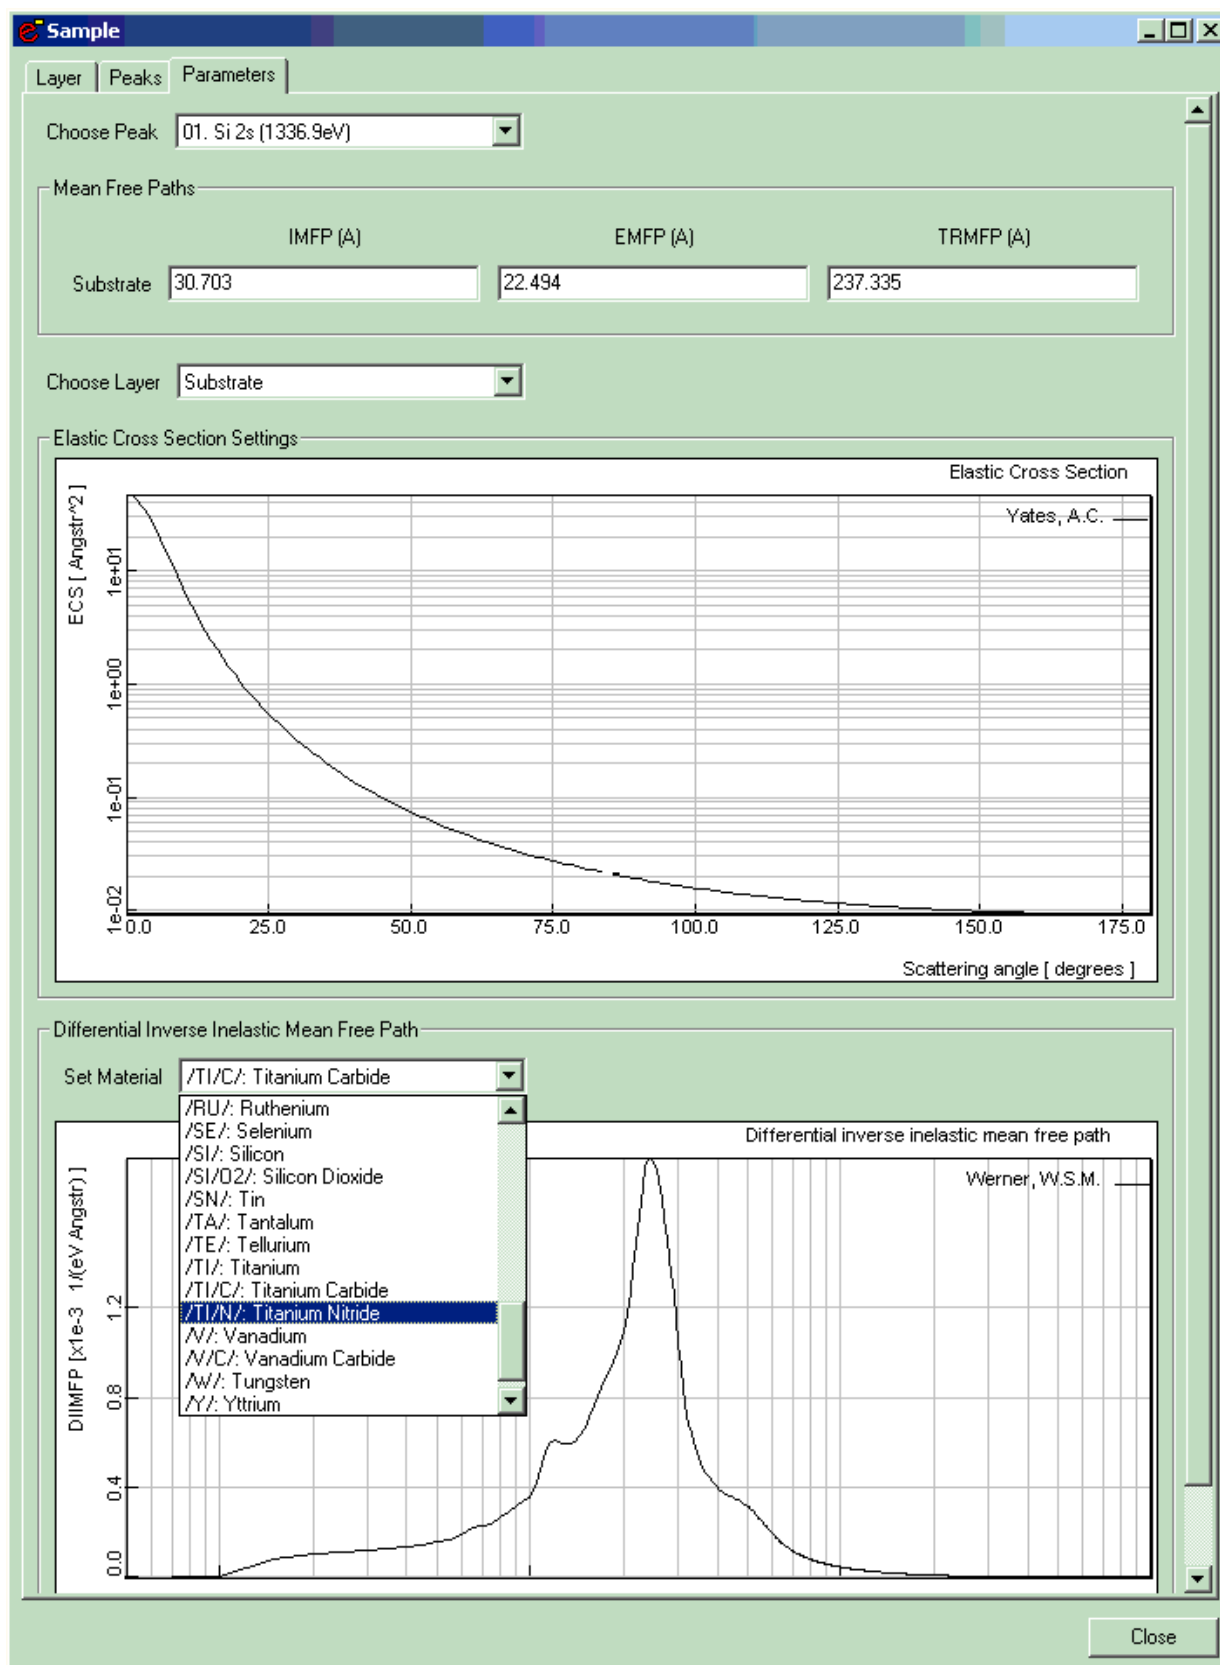 Sample
Layer Peaks Parameters
Choose Peak 01. Si 2s (1336.9eV)
Mean Free Paths
IMFP (A) EMFP (A) TRMFP (A)
Substrate 30.703 22.494 237.335
Choose Layer Substrate
Elastic Cross Section Settings
Elastic Cross Section
Yates, A.C.
ECS [ Angstr^2 ]
1e+01
1e+00
1e-01
1e-02
0.0 25.0 50.0 75.0 100.0 125.0 150.0 175.0
Scattering angle [ degrees ]
Differential Inverse Inelastic Mean Free Path
Set Material /TI/C/: Titanium Carbide
/RU/: Ruthenium
/SE/: Selenium
/SI/: Silicon
/SI/O2/: Silicon Dioxide
/SN/: Tin
/TA/: Tantalum
/TE/: Tellurium
/TI/: Titanium
/TI/C/: Titanium Carbide
/TI/N/: Titanium Nitride
/V/: Vanadium
/V/C/: Vanadium Carbide
/W/: Tungsten
/Y/: Yttrium
Differential inverse inelastic mean free path
Werner, W.S.M.
DIIMFP [x1e-3 1/(eV Angstr) ]
1.2
0.8
0.4
0.0
Close